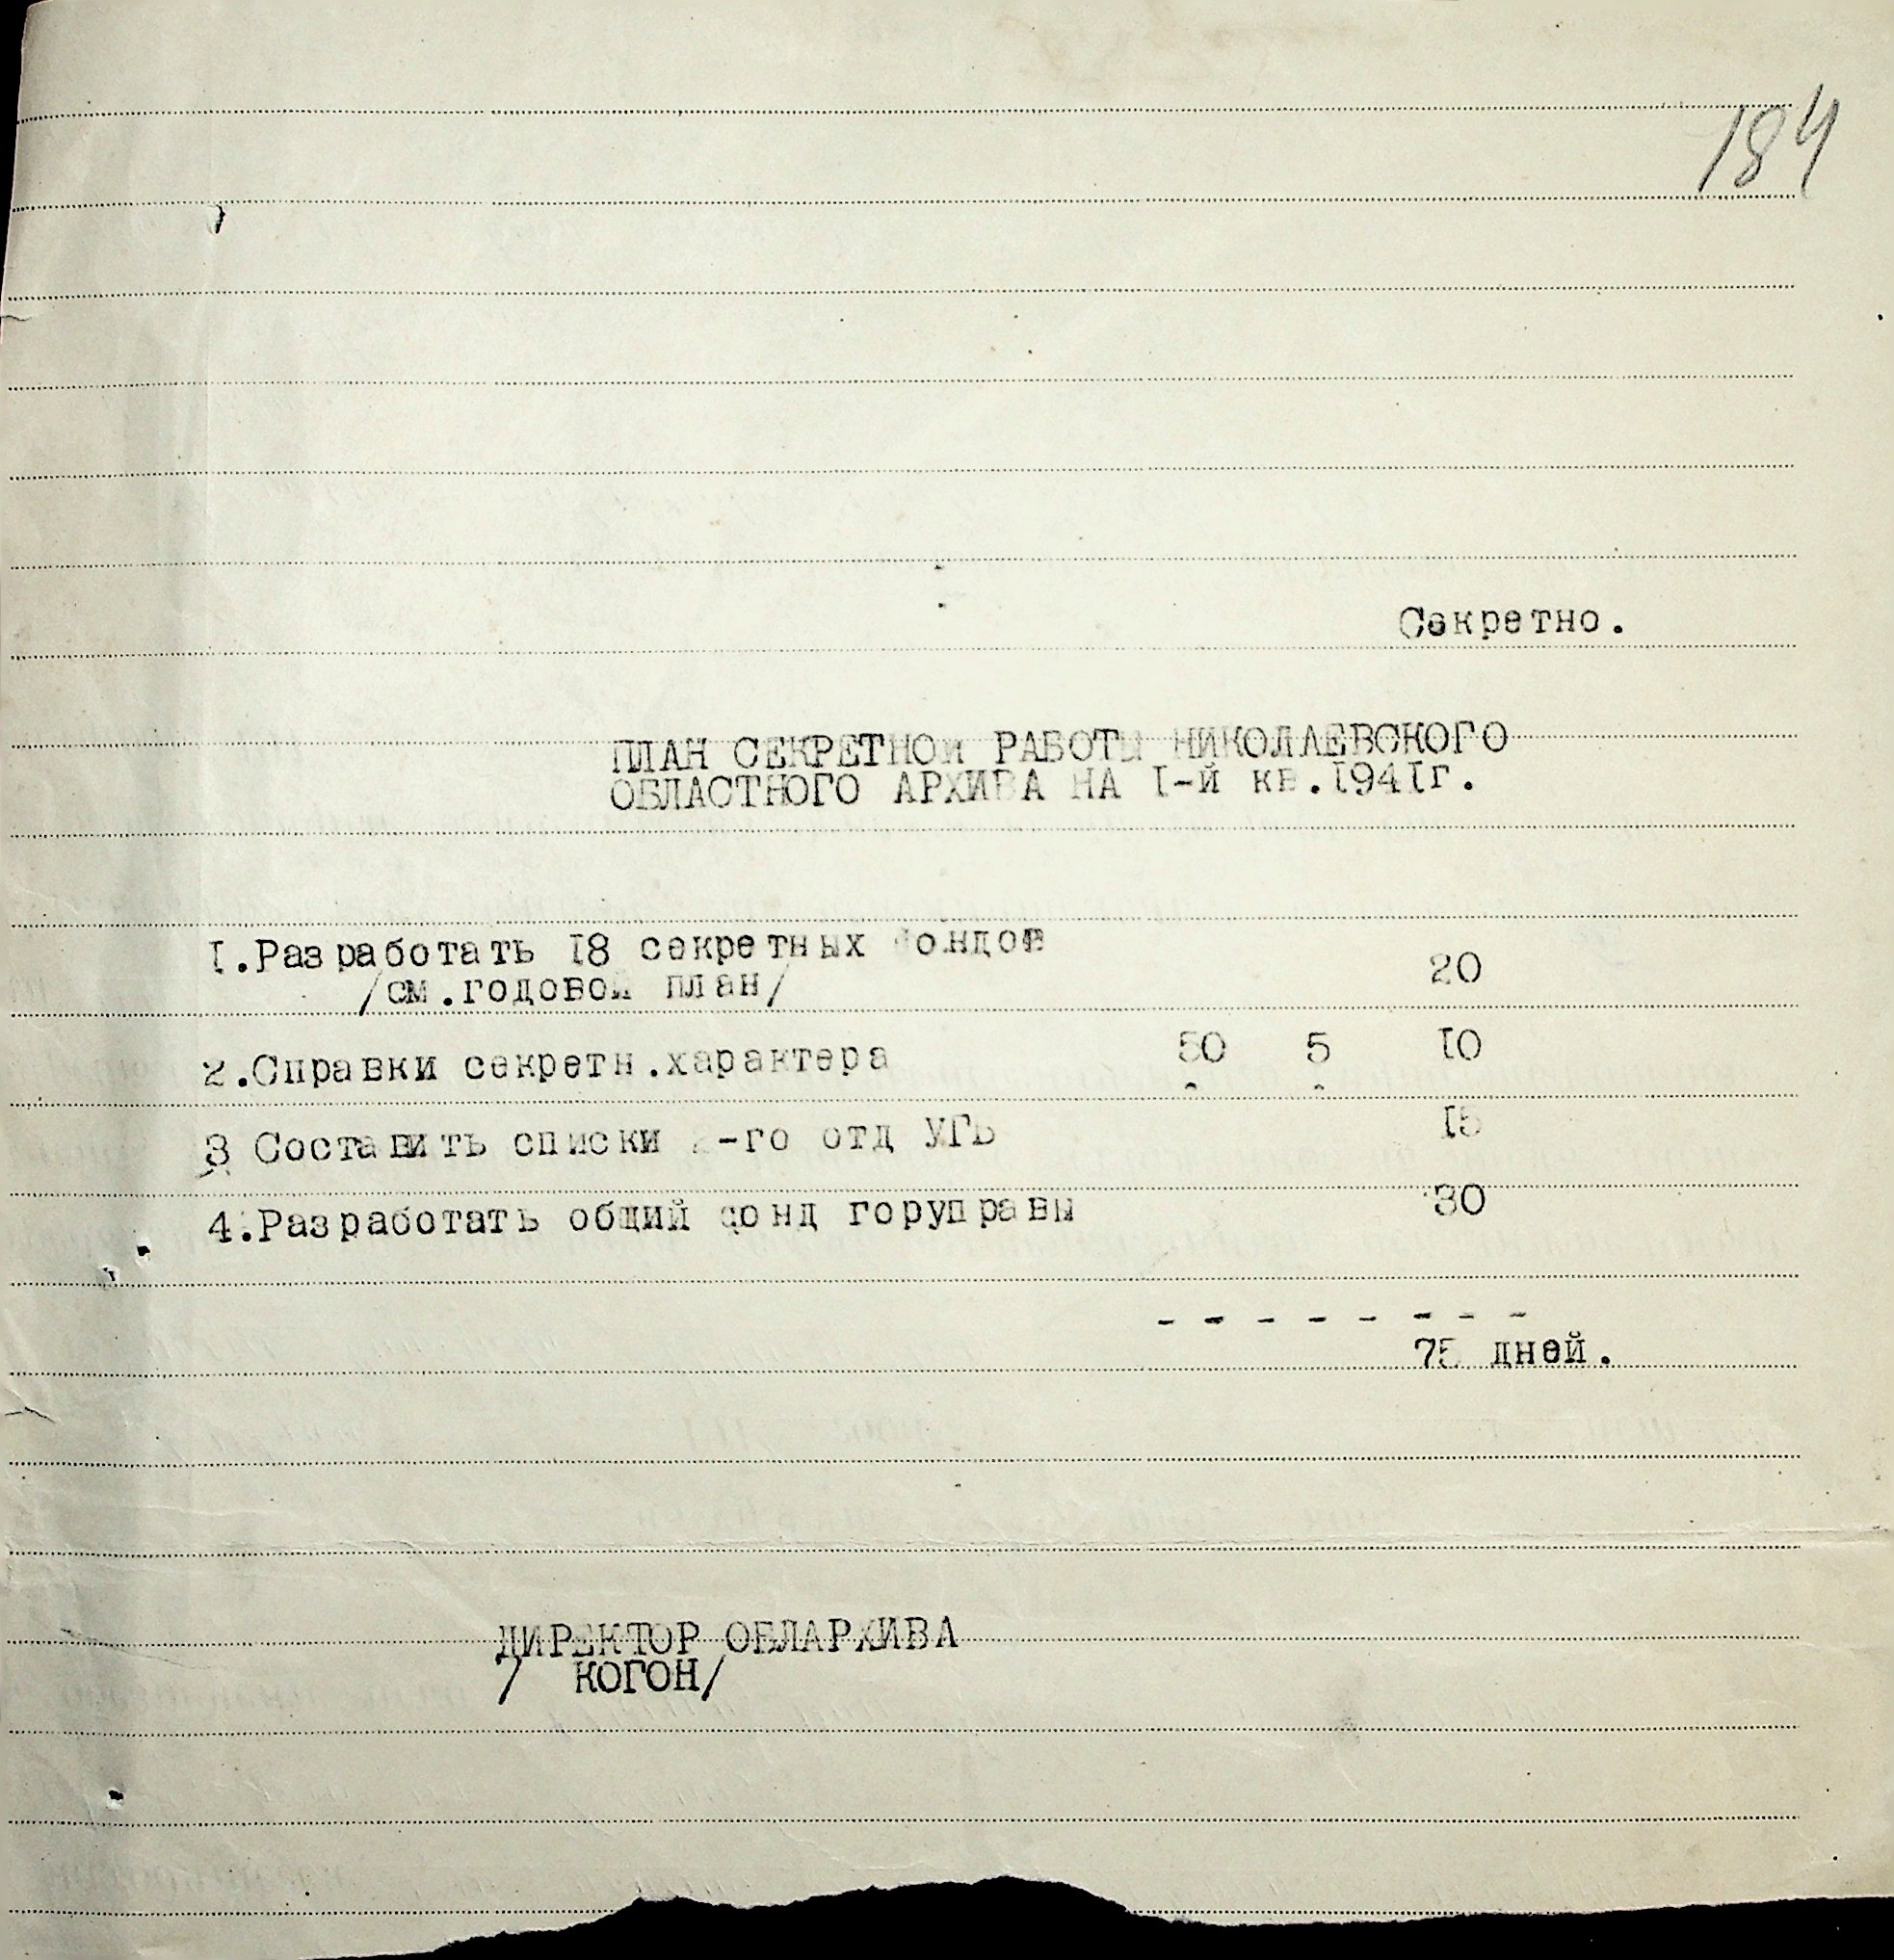 184
Секретно.
ПЛАН СЕКРЕТНОЙ РАБОТЫ НИКОЛАЕВСКОГО
ОБЛАСТНОГО АРХИВА НА I-й кв.I94Iг.
I.Разработать I8 секретных фондов
/см.годовой план/ 20
2.Справки секретн.характера 50 5 I0
3 Составить списки отд УГБ I5
4.Разработать общий фонд горуправы 30
- - - - - - - -
75 дней.
ДИРЕКТОР ОБЛАРХИВА
/ КОГОН/